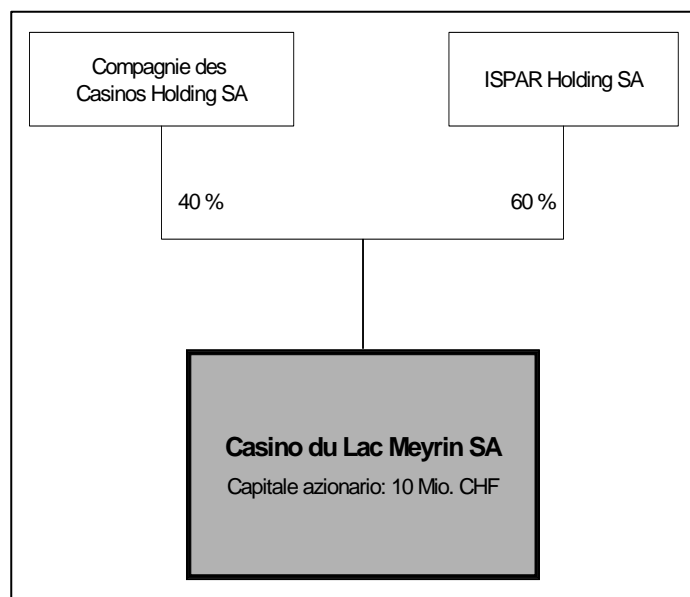 Compagnie des
Casinos Holding SA
ISPAR Holding SA
40 %
60 %
Casino du Lac Meyrin SA
Capitale azionario: 10 Mio. CHF